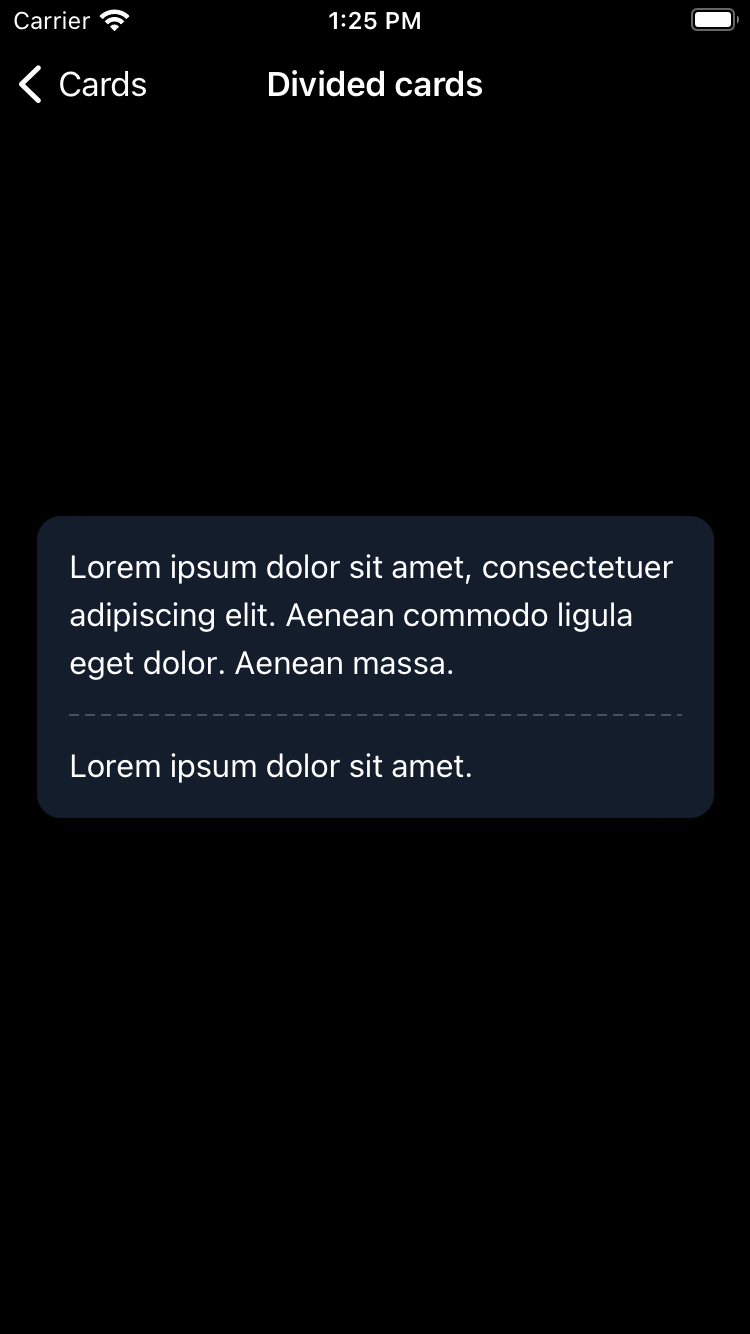 Carrier 1:25 PM
Cards Divided cards
Lorem ipsum dolor sit amet, consectetuer
adipiscing elit. Aenean commodo ligula
eget dolor. Aenean massa.
Lorem ipsum dolor sit amet.